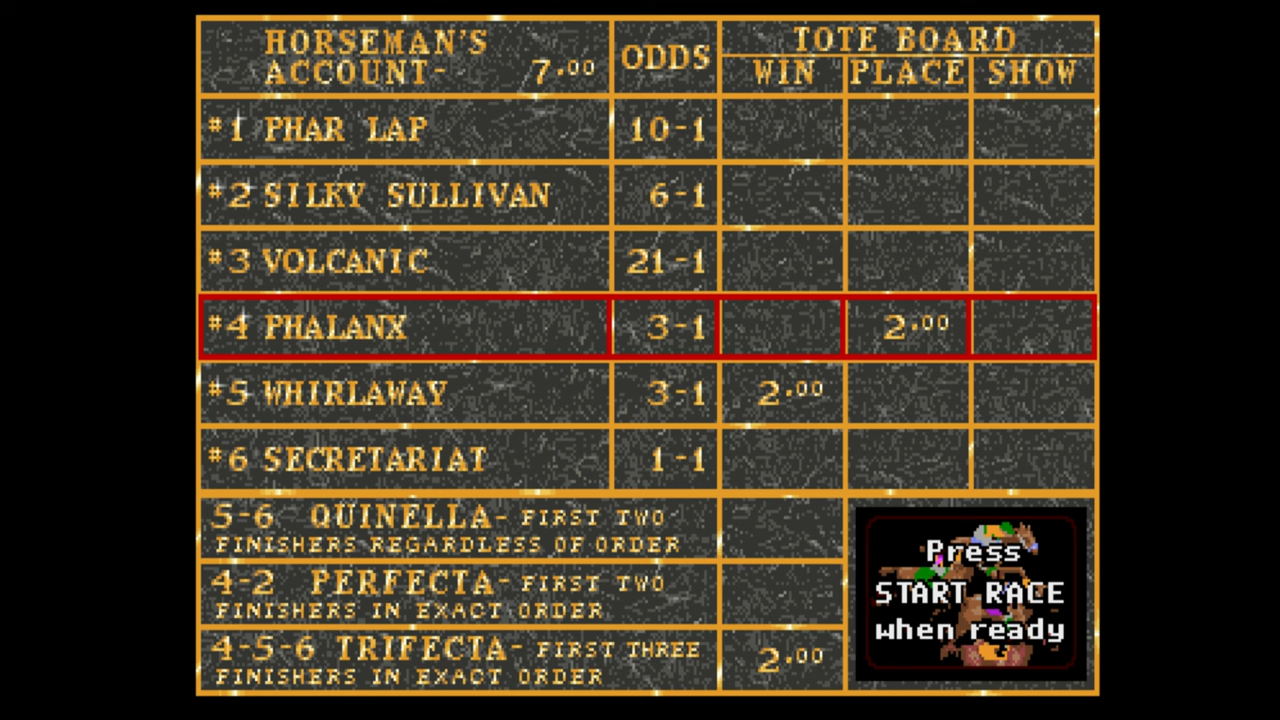 HORSEMAN'S ODDS TOTE BOARD
ACCOUNT- 7.00 WIN PLACE SHOW
#1 PHAR LAP 10-1
#2 SILKY SULLIVAN 6-1
#3 VOLCANIC 21-1
#4 PHALANX 3-1 2.00
#5 WHIRLAWAY 3-1 2.00
#6 SECRETARIAT 1-1
5-6 QUINELLA- FIRST TWO
FINISHERS REGARDLESS OF ORDER
4-2 PERFECTA- FIRST TWO
FINISHERS IN EXACT ORDER
4-5-6 TRIFECTA- FIRST THREE
FINISHERS IN EXACT ORDER 2.00
Press
START RACE
when ready